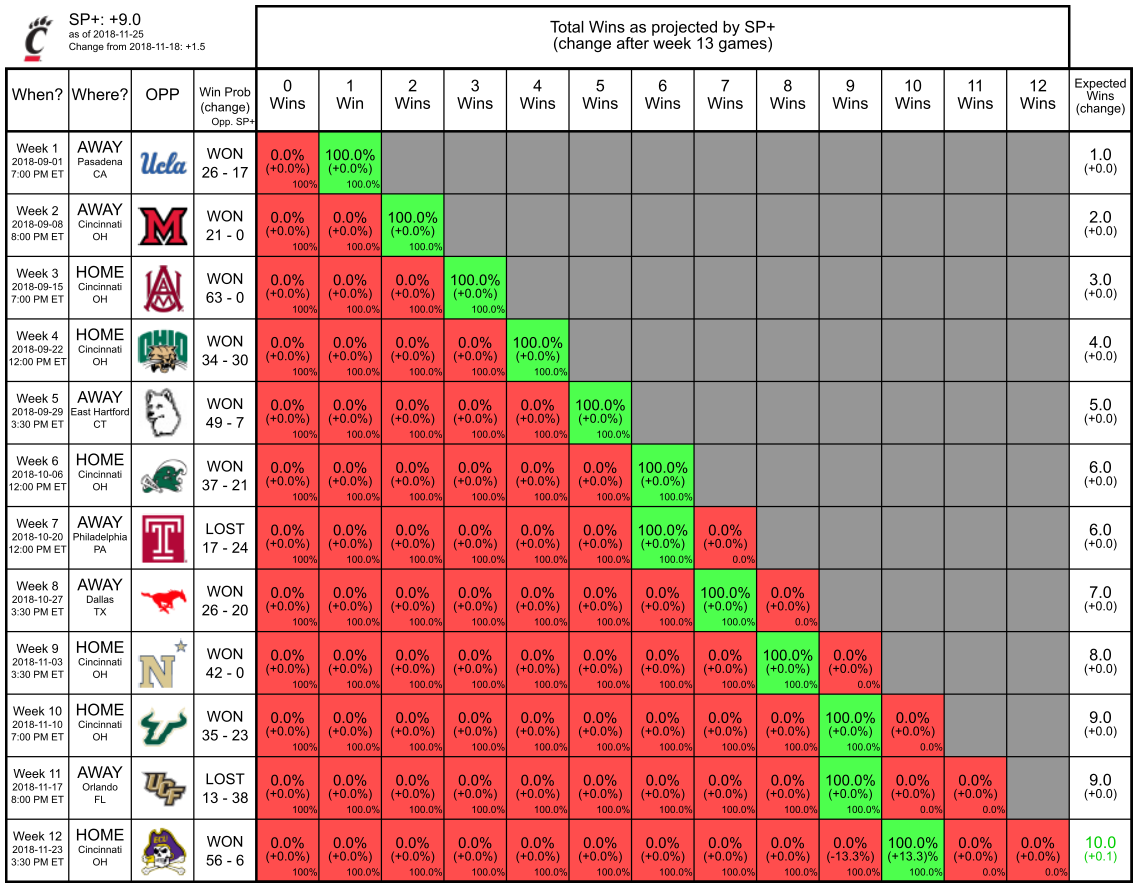 SP+: +9.0
as of 2018-11-25
Change from 2018-11-18: +1.5
Total Wins as projected by SP+
(change after week 13 games)
When? Where? OPP Win Prob (change) Opp. SP+ 0 Wins 1 Win 2 Wins 3 Wins 4 Wins 5 Wins 6 Wins 7 Wins 8 Wins 9 Wins 10 Wins 11 Wins 12 Wins Expected Wins (change)
Week 1 AWAY WON 0.0% 100.0% 1.0
2018-09-01 Pasadena Ucla 26 - 17 (+0.0%) (+0.0%) (+0.0)
7:00 PM ET CA 100% 100.0%
Week 2 AWAY WON 0.0% 0.0% 100.0% 2.0
2018-09-08 Cincinnati M 21 - 0 (+0.0%) (+0.0%) (+0.0%) (+0.0)
8:00 PM ET OH 100% 100.0% 100.0%
Week 3 HOME WON 0.0% 0.0% 0.0% 100.0% 3.0
2018-09-15 Cincinnati ATM 63 - 0 (+0.0%) (+0.0%) (+0.0%) (+0.0%) (+0.0)
7:00 PM ET OH 100% 100.0% 100.0% 100.0%
Week 4 HOME WON 0.0% 0.0% 0.0% 0.0% 100.0% 4.0
2018-09-22 Cincinnati OHIO 34 - 30 (+0.0%) (+0.0%) (+0.0%) (+0.0%) (+0.0%) (+0.0)
12:00 PM ET OH 100% 100.0% 100.0% 100.0% 100.0%
Week 5 AWAY WON 0.0% 0.0% 0.0% 0.0% 0.0% 100.0% 5.0
2018-09-29 East Hartford 49 - 7 (+0.0%) (+0.0%) (+0.0%) (+0.0%) (+0.0%) (+0.0%) (+0.0)
3:30 PM ET CT 100% 100.0% 100.0% 100.0% 100.0% 100.0%
Week 6 HOME WON 0.0% 0.0% 0.0% 0.0% 0.0% 0.0% 100.0% 6.0
2018-10-06 Cincinnati 37 - 21 (+0.0%) (+0.0%) (+0.0%) (+0.0%) (+0.0%) (+0.0%) (+0.0%) (+0.0)
12:00 PM ET OH 100% 100.0% 100.0% 100.0% 100.0% 100.0% 100.0%
Week 7 AWAY LOST 0.0% 0.0% 0.0% 0.0% 0.0% 0.0% 100.0% 0.0% 6.0
2018-10-20 Philadelphia T 17 - 24 (+0.0%) (+0.0%) (+0.0%) (+0.0%) (+0.0%) (+0.0%) (+0.0%) (+0.0%) (+0.0)
12:00 PM ET PA 100% 100.0% 100.0% 100.0% 100.0% 100.0% 100.0% 0.0%
Week 8 AWAY WON 0.0% 0.0% 0.0% 0.0% 0.0% 0.0% 0.0% 100.0% 0.0% 7.0
2018-10-27 Dallas 26 - 20 (+0.0%) (+0.0%) (+0.0%) (+0.0%) (+0.0%) (+0.0%) (+0.0%) (+0.0%) (+0.0%) (+0.0)
3:30 PM ET TX 100% 100.0% 100.0% 100.0% 100.0% 100.0% 100.0% 100.0% 0.0%
Week 9 HOME WON 0.0% 0.0% 0.0% 0.0% 0.0% 0.0% 0.0% 0.0% 100.0% 0.0% 8.0
2018-11-03 Cincinnati N 42 - 0 (+0.0%) (+0.0%) (+0.0%) (+0.0%) (+0.0%) (+0.0%) (+0.0%) (+0.0%) (+0.0%) (+0.0%) (+0.0)
3:30 PM ET OH 100% 100.0% 100.0% 100.0% 100.0% 100.0% 100.0% 100.0% 100.0% 0.0%
Week 10 HOME WON 0.0% 0.0% 0.0% 0.0% 0.0% 0.0% 0.0% 0.0% 0.0% 100.0% 0.0% 9.0
2018-11-10 Cincinnati 35 - 23 (+0.0%) (+0.0%) (+0.0%) (+0.0%) (+0.0%) (+0.0%) (+0.0%) (+0.0%) (+0.0%) (+0.0%) (+0.0%) (+0.0)
7:00 PM ET OH 100% 100.0% 100.0% 100.0% 100.0% 100.0% 100.0% 100.0% 100.0% 100.0% 0.0%
Week 11 AWAY LOST 0.0% 0.0% 0.0% 0.0% 0.0% 0.0% 0.0% 0.0% 0.0% 100.0% 0.0% 0.0% 9.0
2018-11-17 Orlando UCF 13 - 38 (+0.0%) (+0.0%) (+0.0%) (+0.0%) (+0.0%) (+0.0%) (+0.0%) (+0.0%) (+0.0%) (+0.0%) (+0.0%) (+0.0%) (+0.0)
8:00 PM ET FL 100% 100.0% 100.0% 100.0% 100.0% 100.0% 100.0% 100.0% 100.0% 100.0% 0.0% 0.0%
Week 12 HOME WON 0.0% 0.0% 0.0% 0.0% 0.0% 0.0% 0.0% 0.0% 0.0% 0.0% 100.0% 0.0% 0.0% 10.0
2018-11-23 Cincinnati ECU 56 - 6 (+0.0%) (+0.0%) (+0.0%) (+0.0%) (+0.0%) (+0.0%) (+0.0%) (+0.0%) (+0.0%) (-13.3%) (+13.3)% (+0.0%) (+0.0%) (+0.1)
3:30 PM ET OH 100% 100.0% 100.0% 100.0% 100.0% 100.0% 100.0% 100.0% 100.0% 100.0% 100.0% 0.0% 0.0%